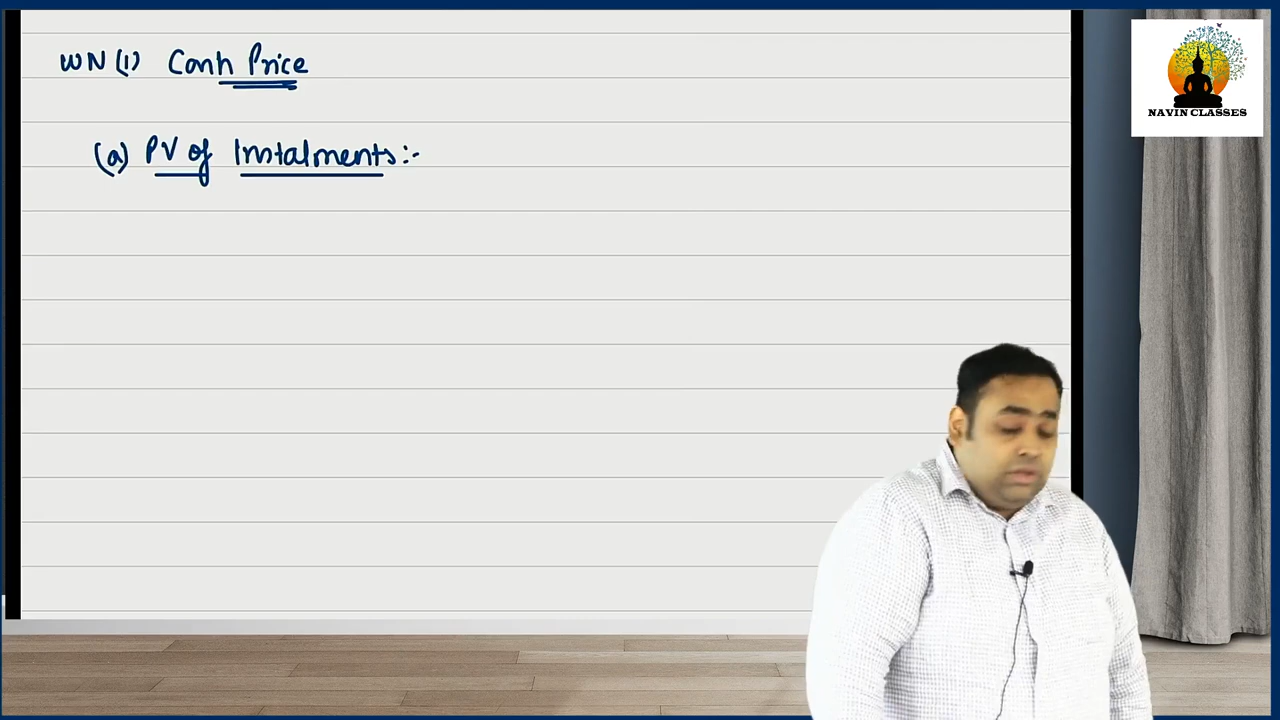 WN (1) Cash Price
(a) PV of Instalments:-
NAVIN CLASSES